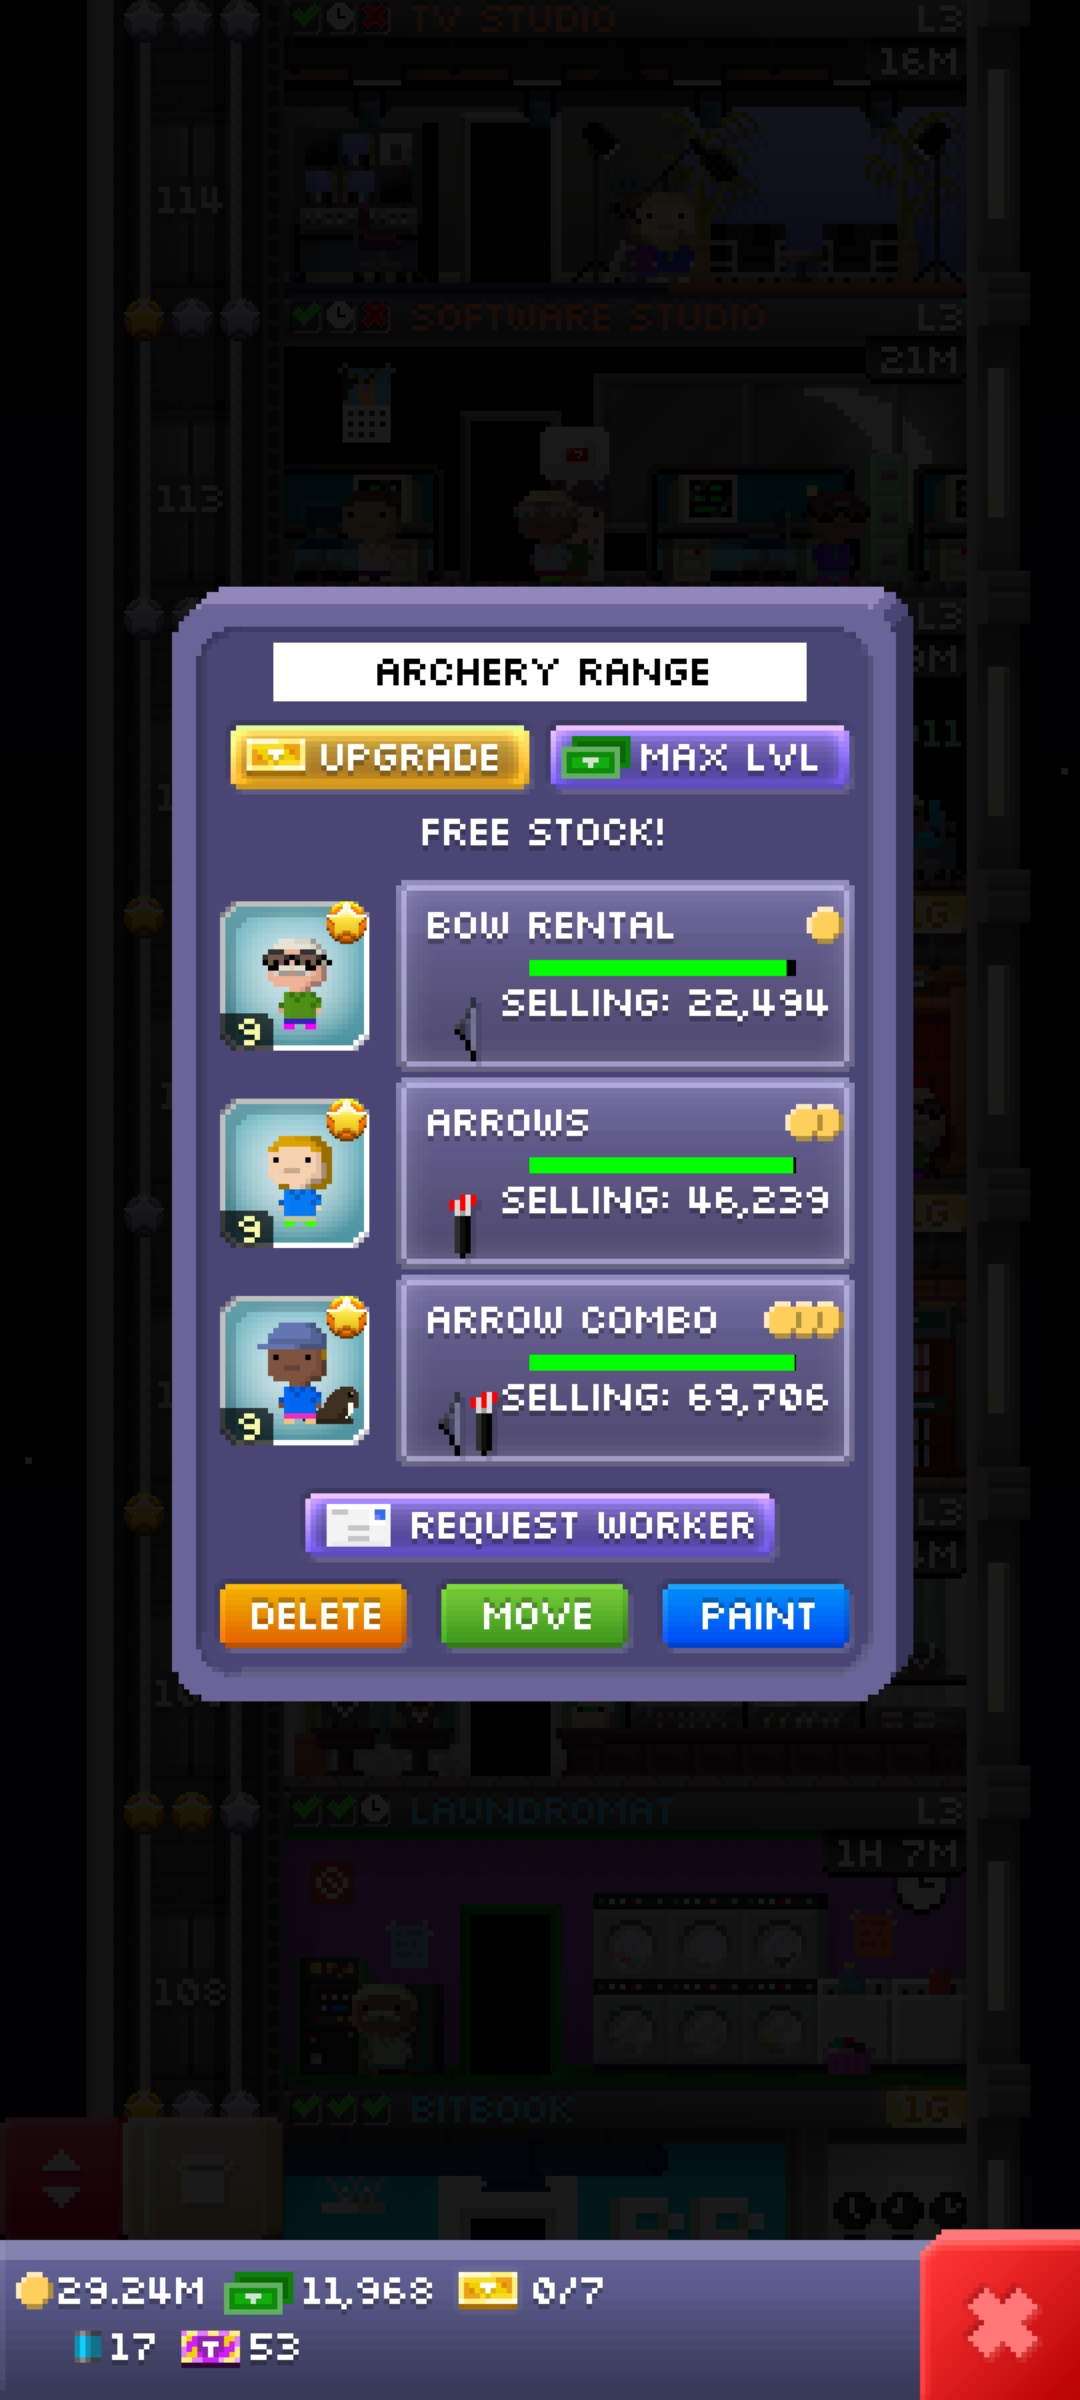 TV STUDIO L3
16M
114
SOFTWARE STUDIO L3
21M
113
L3
ARCHERY RANGE
UPGRADE MAX LVL
FREE STOCK!
BOW RENTAL
SELLING: 22,494
9
ARROWS
SELLING: 46,239
9
ARROW COMBO
SELLING: 69,706
9
REQUEST WORKER
DELETE MOVE PAINT
LAUNDROMAT L3
1H 7M
108
BITBOOK 1G
29.24M 11,968 0/7
17 T 53